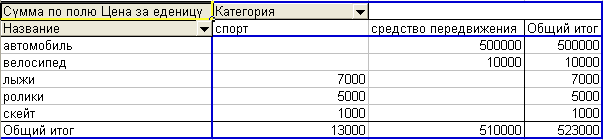 Сумма по полю Цена за еденицу Категория
Название спорт средство передвижения Общий итог
автомобиль 500000 500000
велосипед 10000 10000
лыжи 7000 7000
ролики 5000 5000
скейт 1000 1000
Общий итог 13000 510000 523000